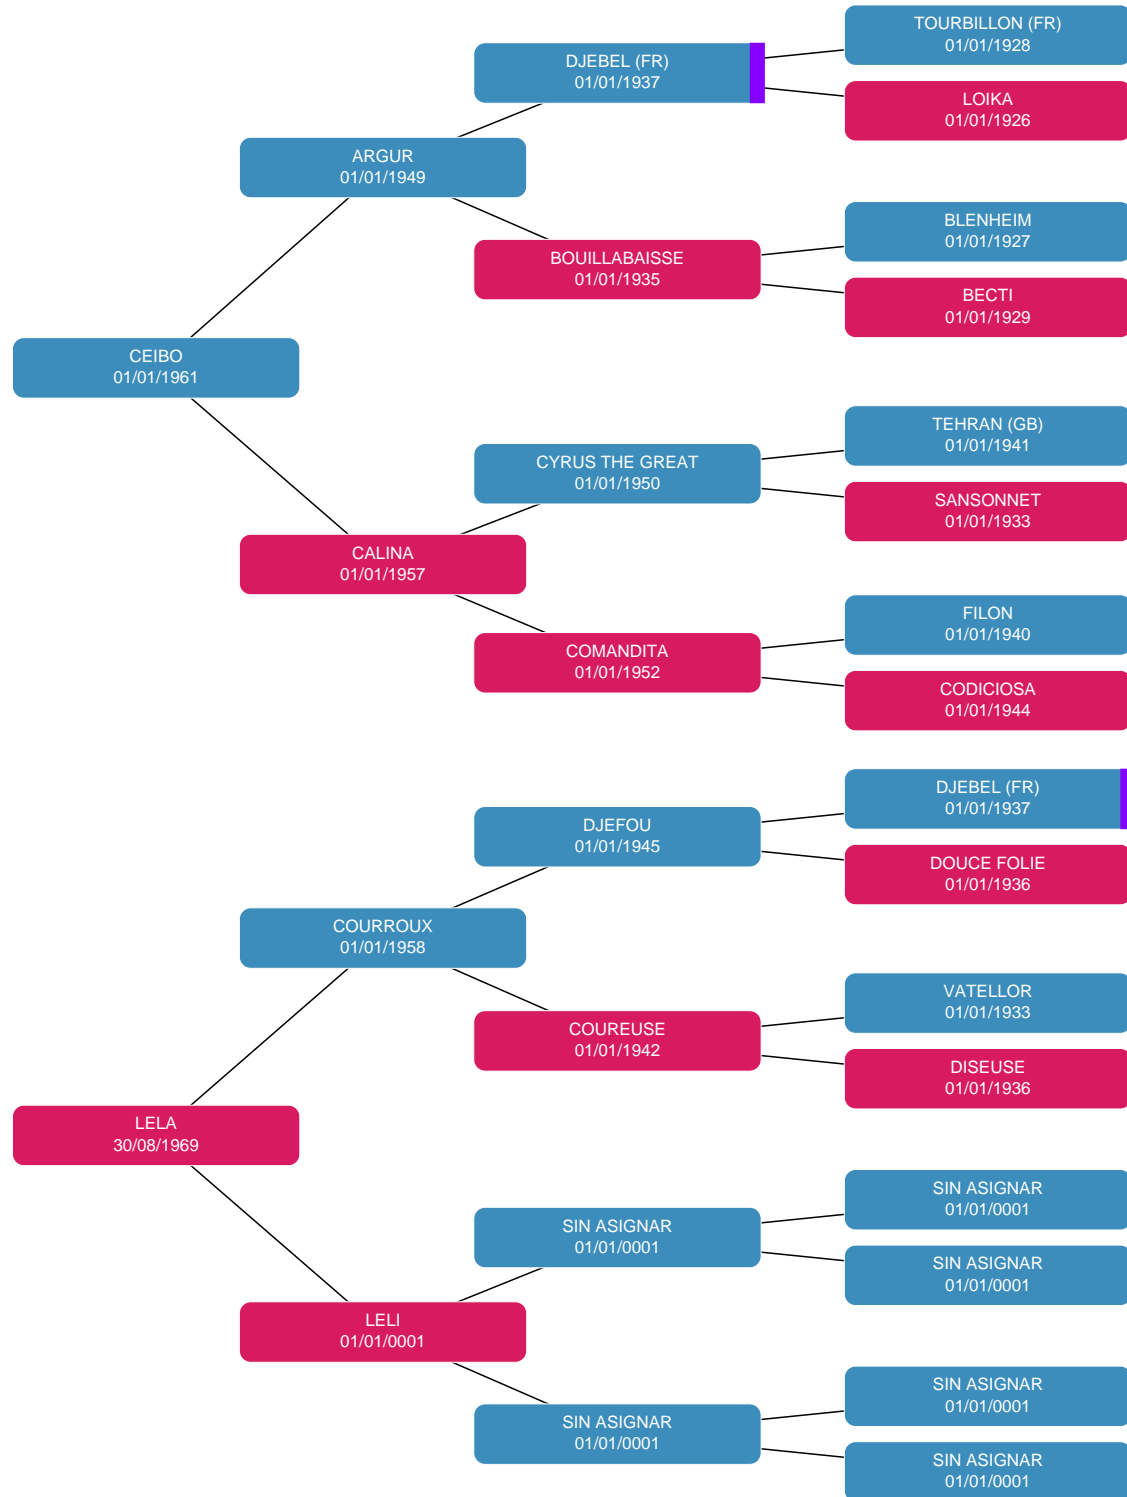 TOURBILLON (FR)
01/01/1928
DJEBEL (FR)
01/01/1937
LOIKA
01/01/1926
ARGUR
01/01/1949
BLENHEIM
01/01/1927
BOUILLABAISSE
01/01/1935
BECTI
01/01/1929
CEIBO
01/01/1961
TEHRAN (GB)
01/01/1941
CYRUS THE GREAT
01/01/1950
SANSONNET
01/01/1933
CALINA
01/01/1957
FILON
01/01/1940
COMANDITA
01/01/1952
CODICIOSA
01/01/1944
DJEBEL (FR)
01/01/1937
DJEFOU
01/01/1945
DOUCE FOLIE
01/01/1936
COURROUX
01/01/1958
VATELLOR
01/01/1933
COUREUSE
01/01/1942
DISEUSE
01/01/1936
LELA
30/08/1969
SIN ASIGNAR
01/01/0001
SIN ASIGNAR
01/01/0001
SIN ASIGNAR
01/01/0001
LELI
01/01/0001
SIN ASIGNAR
01/01/0001
SIN ASIGNAR
01/01/0001
SIN ASIGNAR
01/01/0001